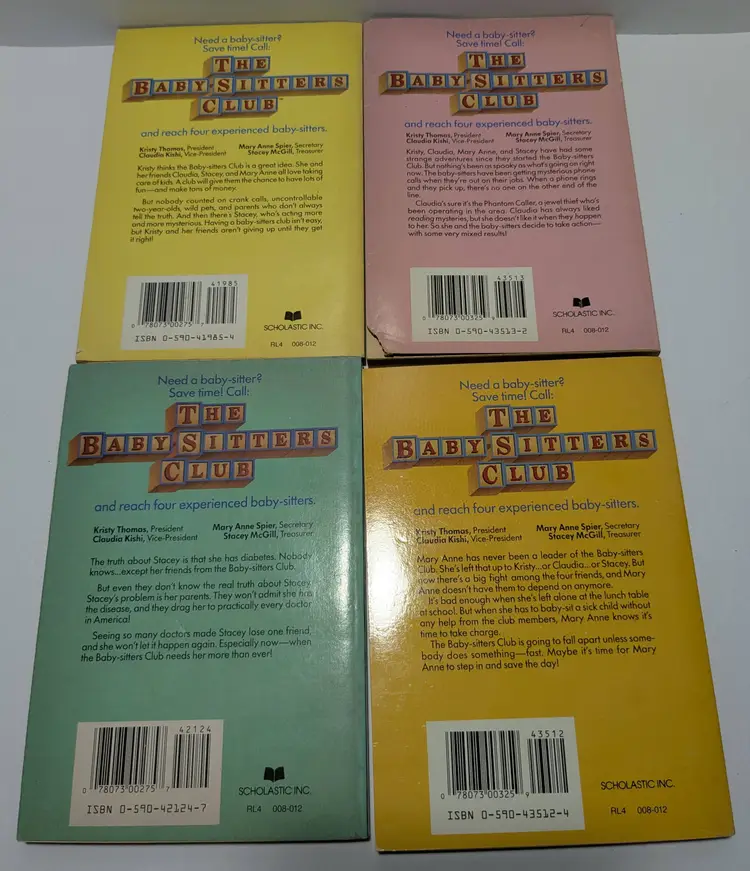 Need a baby-sitter?
Save time! Call:
THE
BABY-SITTERS
CLUB™
and reach four experienced baby-sitters.
Kristy Thomas, President
Mary Anne Spier, Secretary
Claudia Kishi, Vice-President
Stacey McGill, Treasurer
Kristy thinks the Baby-sitters Club is a great idea. She and
her friends Claudia, Stacey, and Mary Anne all love taking
care of kids. A club will give them the chance to have lots of
fun—and make tons of money.
But nobody counted on crank calls, uncontrollable
two-year-olds, wild pets, and parents who don't always
tell the truth. And then there's Stacey, who's acting more
and more mysterious. Having a baby-sitters club isn't easy,
but Kristy and her friends aren't giving up until they get
it right!
41985
0 78073 00275 7
ISBN 0-590-41985-4
SCHOLASTIC INC.
RL4 008-012
Need a baby-sitter?
Save time! Call:
THE
BABY-SITTERS
CLUB
and reach four experienced baby-sitters.
Kristy Thomas, President
Mary Anne Spier, Secretary
Claudia Kishi, Vice-President
Stacey McGill, Treasurer
Kristy, Claudia, Mary Anne, and Stacey have had some
strange adventures since they started the Baby-sitters
Club. But nothing's been as spooky as what's going on right
now. The baby-sitters have been getting mysterious phone
calls when they're out on their jobs. When a phone rings
and they pick up, there's no one on the other end of the
line.
Claudia's sure it's the Phantom Caller, a jewel thief who's
been operating in the area. Claudia has always liked
reading mysteries, but she doesn't like it when they happen
to her. So she and the baby-sitters decide to take action—
with some very mixed results!
43513
0 78073 00325 9
ISBN 0-590-43513-2
SCHOLASTIC INC.
RL4 008-012
Need a baby-sitter?
Save time! Call:
THE
BABY-SITTERS
CLUB
and reach four experienced baby-sitters.
Kristy Thomas, President
Mary Anne Spier, Secretary
Claudia Kishi, Vice-President
Stacey McGill, Treasurer
The truth about Stacey is that she has diabetes. Nobody
knows...except her friends from the Baby-sitters Club.
But even they don't know the real truth about Stacey.
Stacey's problem is her parents. They won't admit she has
the disease, and they drag her to practically every doctor
in America!
Seeing so many doctors made Stacey lose one friend,
and she won't let it happen again. Especially now—when
the Baby-sitters Club needs her more than ever!
42124
0 78073 00275 7
ISBN 0-590-42124-7
SCHOLASTIC INC.
RL4 008-012
Need a baby-sitter?
Save time! Call:
THE
BABY-SITTERS
CLUB
and reach four experienced baby-sitters.
Kristy Thomas, President
Mary Anne Spier, Secretary
Claudia Kishi, Vice-President
Stacey McGill, Treasurer
Mary Anne has never been a leader of the Baby-sitters
Club. She's left that up to Kristy...or Claudia...or Stacey. But
now there's a big fight among the four friends, and Mary
Anne doesn't have them to depend on anymore.
It's bad enough when she's left alone at the lunch table
at school. But when she has to baby-sit a sick child without
any help from the club members, Mary Anne knows it's
time to take charge.
The Baby-sitters Club is going to fall apart unless some-
body does something—fast. Maybe it's time for Mary
Anne to step in and save the day!
43512
0 78073 00325 9
ISBN 0-590-43512-4
SCHOLASTIC INC.
RL4 008-012